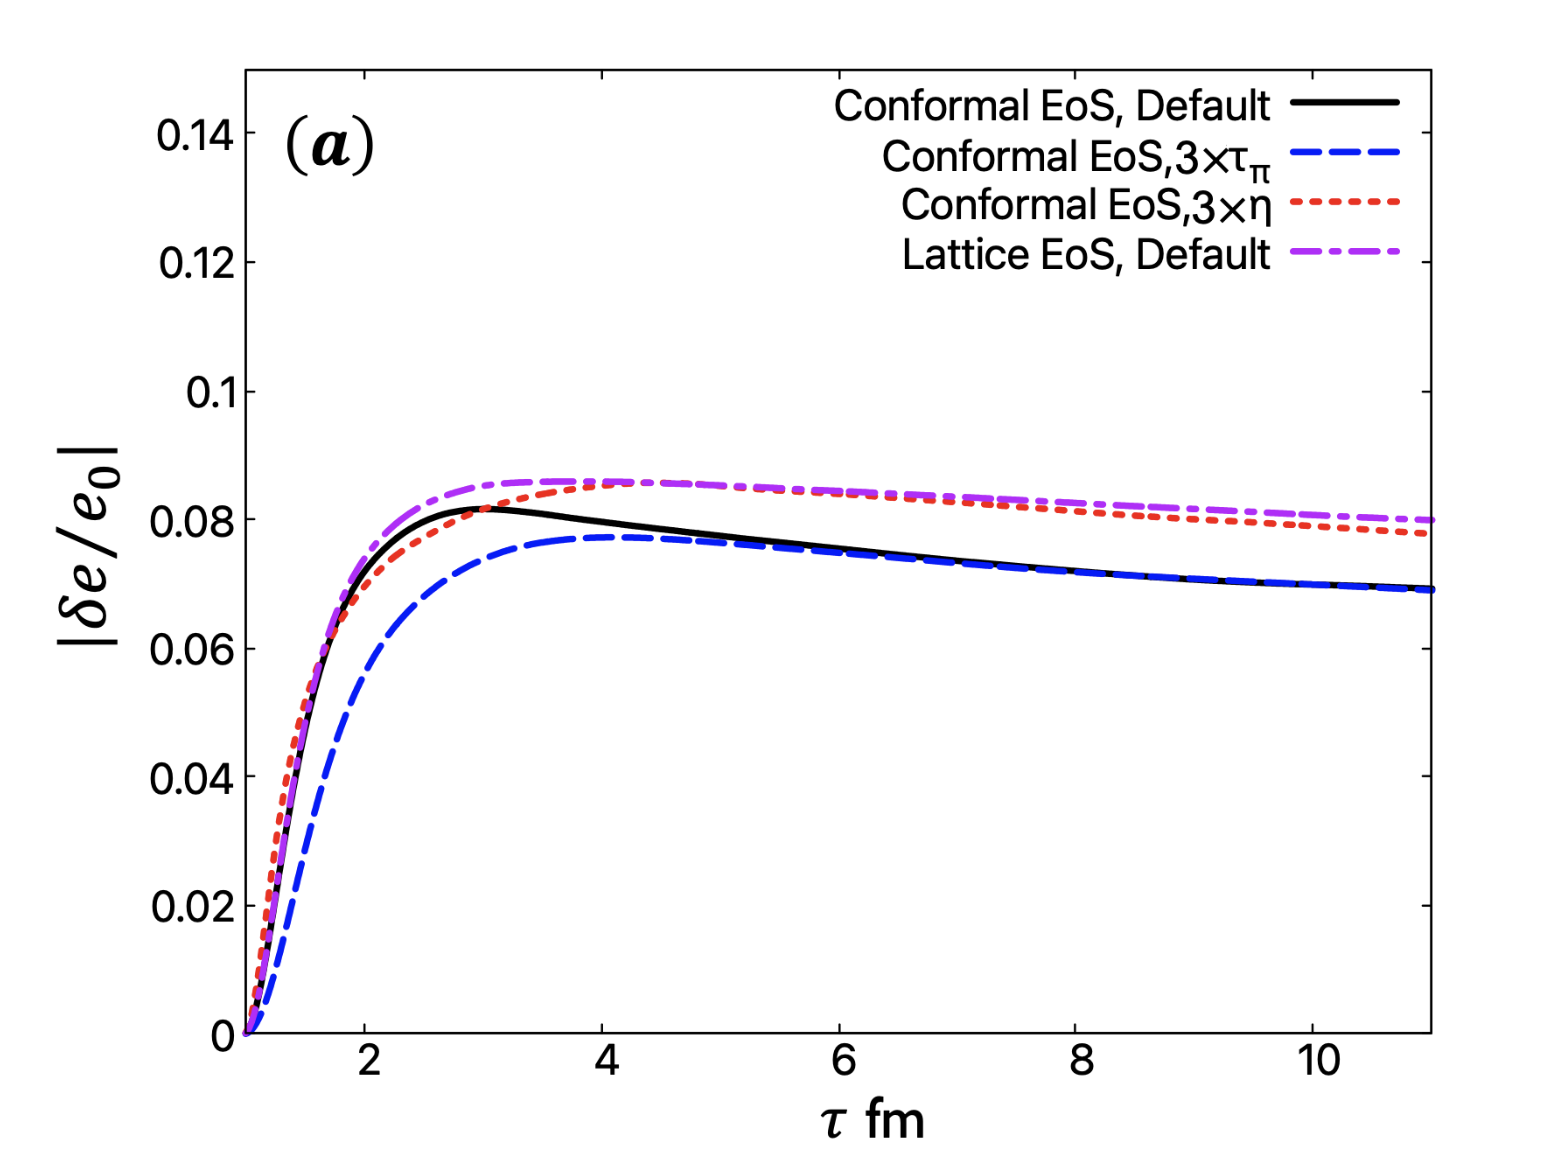 (a)
Conformal EoS, Default
Conformal EoS,3×τπ
Conformal EoS,3×η
Lattice EoS, Default
|δe/e0|
0.14
0.12
0.1
0.08
0.06
0.04
0.02
0
2 4 6 8 10
τ fm